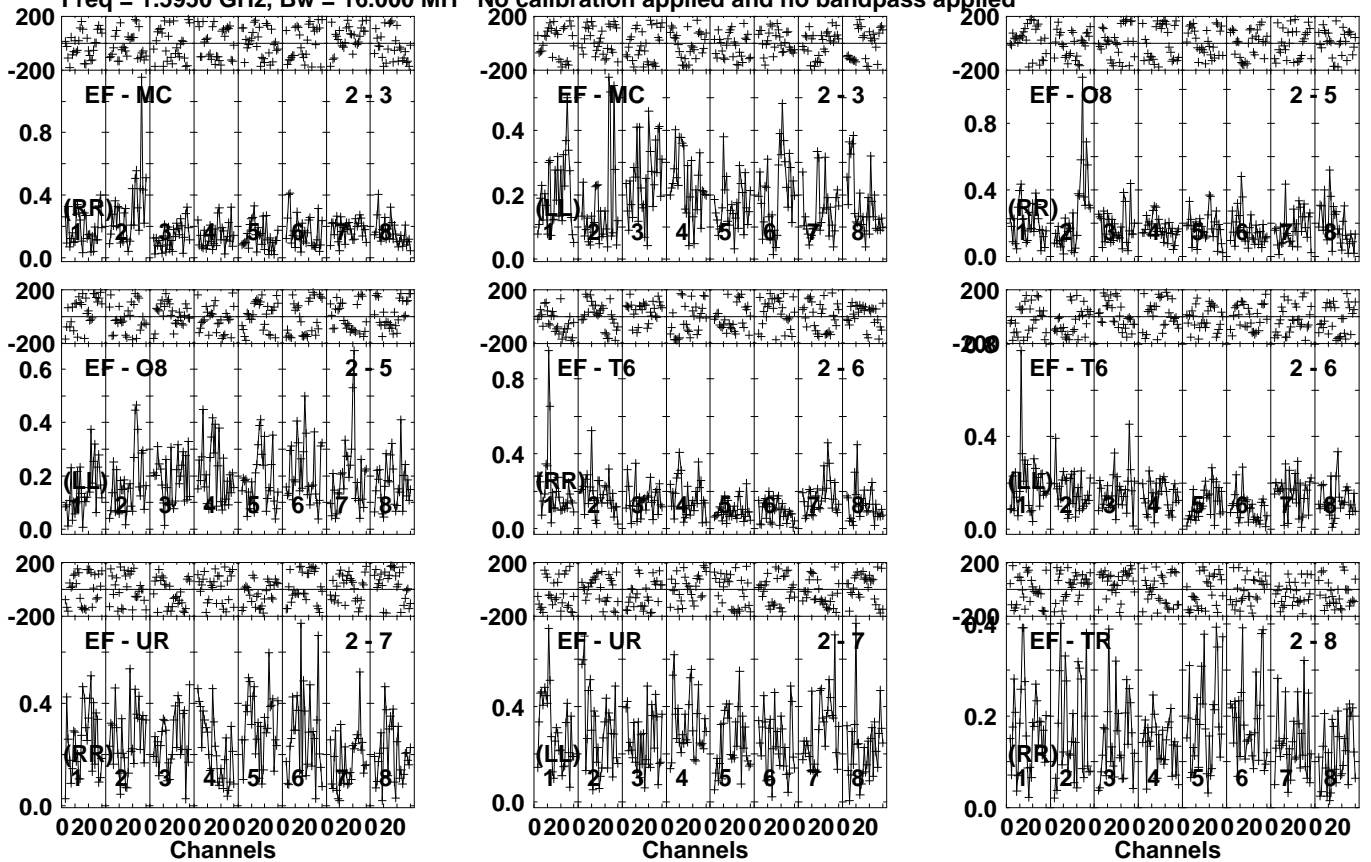 Freq = 1.5950 GHz, Bw = 16.000 MH No calibration applied and no bandpass applied
200 200 200
-200 -200 -200
EF - MC 2 - 3 EF - MC 2 - 3 EF - O8 2 - 5
0.8 0.4 0.8
0.4 0.2 0.4
(RR) (LL) (RR)
1 2 3 4 5 6 7 8 1 2 3 4 5 6 7 8 1 2 3 4 5 6 7 8
0.0 0.0 0.0
200 200 200
-200 -200 -200
0.8
EF - O8 2 - 5 EF - T6 2 - 6 EF - T6 2 - 6
0.6 0.8
0.4 0.4 0.4
0.2
(LL) (RR) (LL)
1 2 3 4 5 6 7 8 1 2 3 4 5 6 7 8 1 2 3 4 5 6 7 8
0.0 0.0 0.0
200 200 200
-200 -200 -200
0.4
EF - UR 2 - 7 EF - UR 2 - 7 EF - TR 2 - 8
0.4 0.4 0.2
(RR) (LL) (RR)
1 2 3 4 5 6 7 8 1 2 3 4 5 6 7 8 1 2 3 4 5 6 7 8
0.0 0.0 0.0
0 20 0 20 0 20 0 20 0 20 0 20 0 20 0 20 0 20 0 20 0 20 0 20 0 20 0 20 0 20 0 20 0 20 0 20 0 20 0 20 0 20 0 20 0 20 0 20
Channels Channels Channels